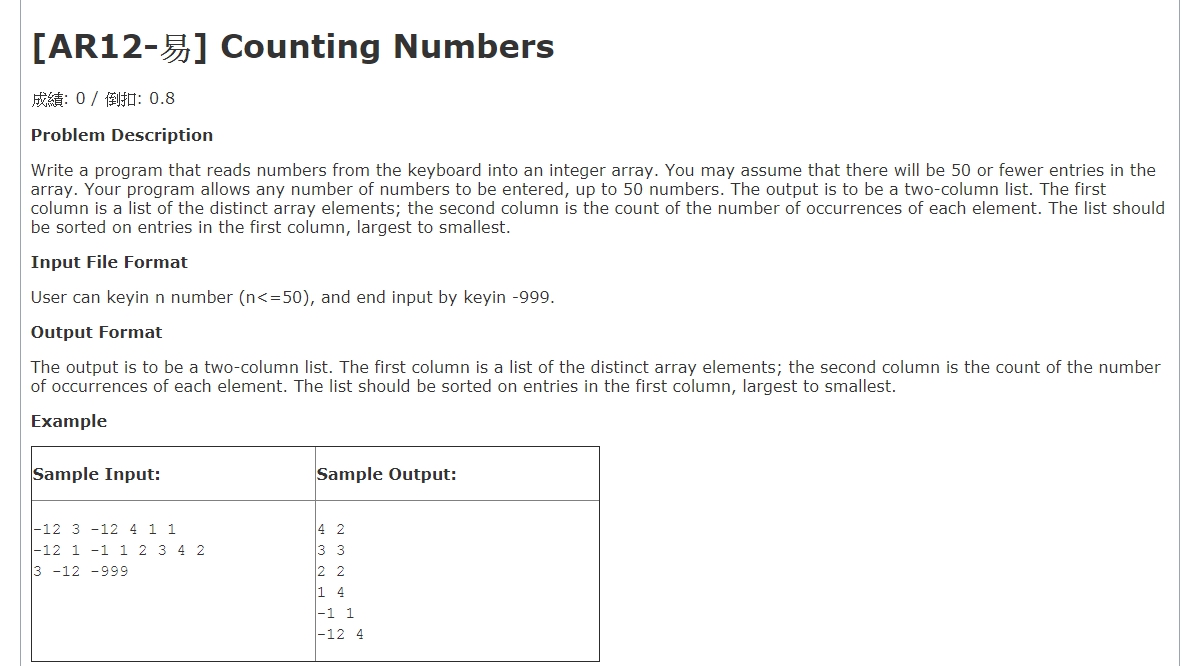 [AR12-易] Counting Numbers
成績: 0 / 倒扣: 0.8
Problem Description
Write a program that reads numbers from the keyboard into an integer array. You may assume that there will be 50 or fewer entries in the
array. Your program allows any number of numbers to be entered, up to 50 numbers. The output is to be a two-column list. The first
column is a list of the distinct array elements; the second column is the count of the number of occurrences of each element. The list should
be sorted on entries in the first column, largest to smallest.
Input File Format
User can keyin n number (n<=50), and end input by keyin -999.
Output Format
The output is to be a two-column list. The first column is a list of the distinct array elements; the second column is the count of the number
of occurrences of each element. The list should be sorted on entries in the first column, largest to smallest.
Example
Sample Input:
Sample Output:
-12 3 -12 4 1 1
-12 1 -1 1 2 3 4 2
3 -12 -999
4 2
3 3
2 2
1 4
-1 1
-12 4